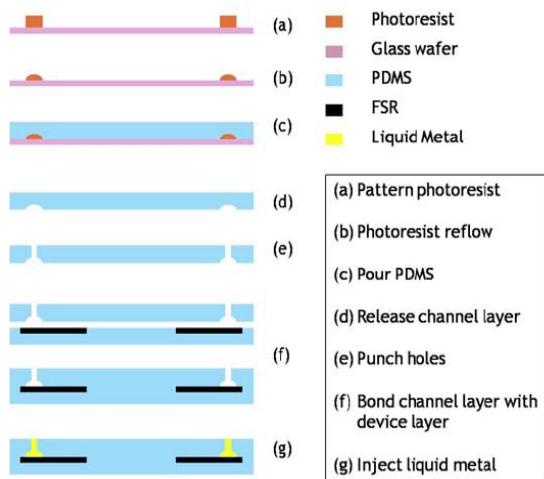 (a)
(b)
(c)
(d)
(e)
(f)
(g)
Photoresist
Glass wafer
PDMS
FSR
Liquid Metal
(a) Pattern photoresist
(b) Photoresist reflow
(c) Pour PDMS
(d) Release channel layer
(e) Punch holes
(f) Bond channel layer with
device layer
(g) Inject liquid metal